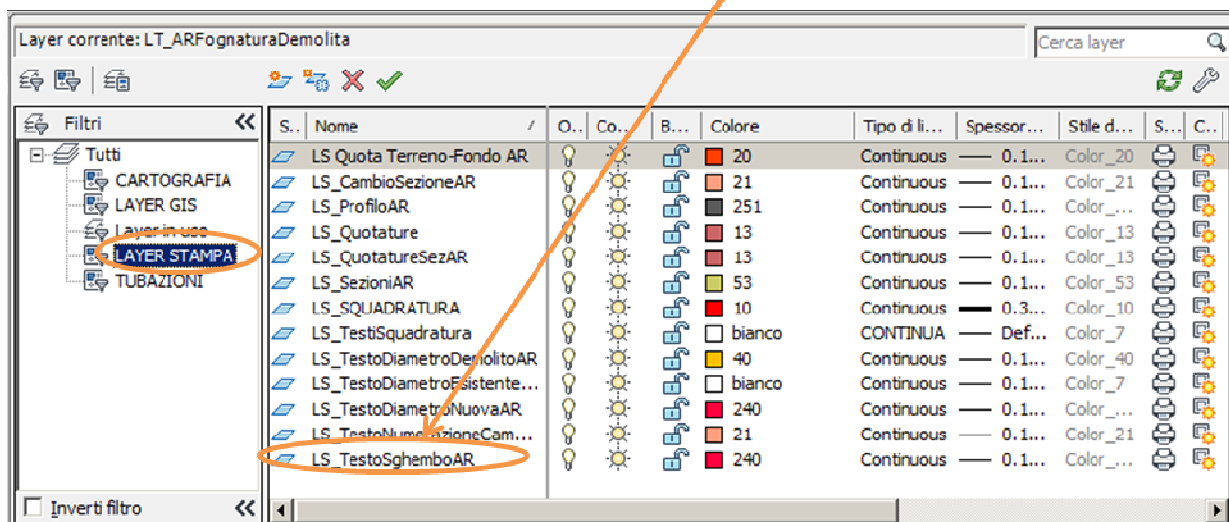 Layer corrente: LT_ARFognaturaDemolita
Cerca layer
Filtri
S.. Nome / O.. Co... B... Colore Tipo di li... Spessor... Stile d... S... C..
Tutti
CARTOGRAFIA
LAYER GIS
Layer in uso
LAYER STAMPA
TUBAZIONI
LS Quota Terreno-Fondo AR 20 Continuous 0.1... Color_20
LS_CambioSezioneAR 21 Continuous 0.1... Color_21
LS_ProfiloAR 251 Continuous 0.1... Color_...
LS_Quotature 13 Continuous 0.1... Color_13
LS_QuotatureSezAR 13 Continuous 0.1... Color_13
LS_SezioniAR 53 Continuous 0.1... Color_53
LS_SQUADRATURA 10 Continuous 0.3... Color_10
LS_TestiSquadratura bianco CONTINUA Def... Color_7
LS_TestoDiametroDemolitoAR 40 Continuous 0.1... Color_40
LS_TestoDiametroEsistente... bianco Continuous 0.1... Color_7
LS_TestoDiametroNuovaAR 240 Continuous 0.1... Color_...
LS_TestoNumerazioneCam... 21 Continuous 0.1... Color_21
LS_TestoSghemboAR 240 Continuous 0.1... Color_...
Inverti filtro